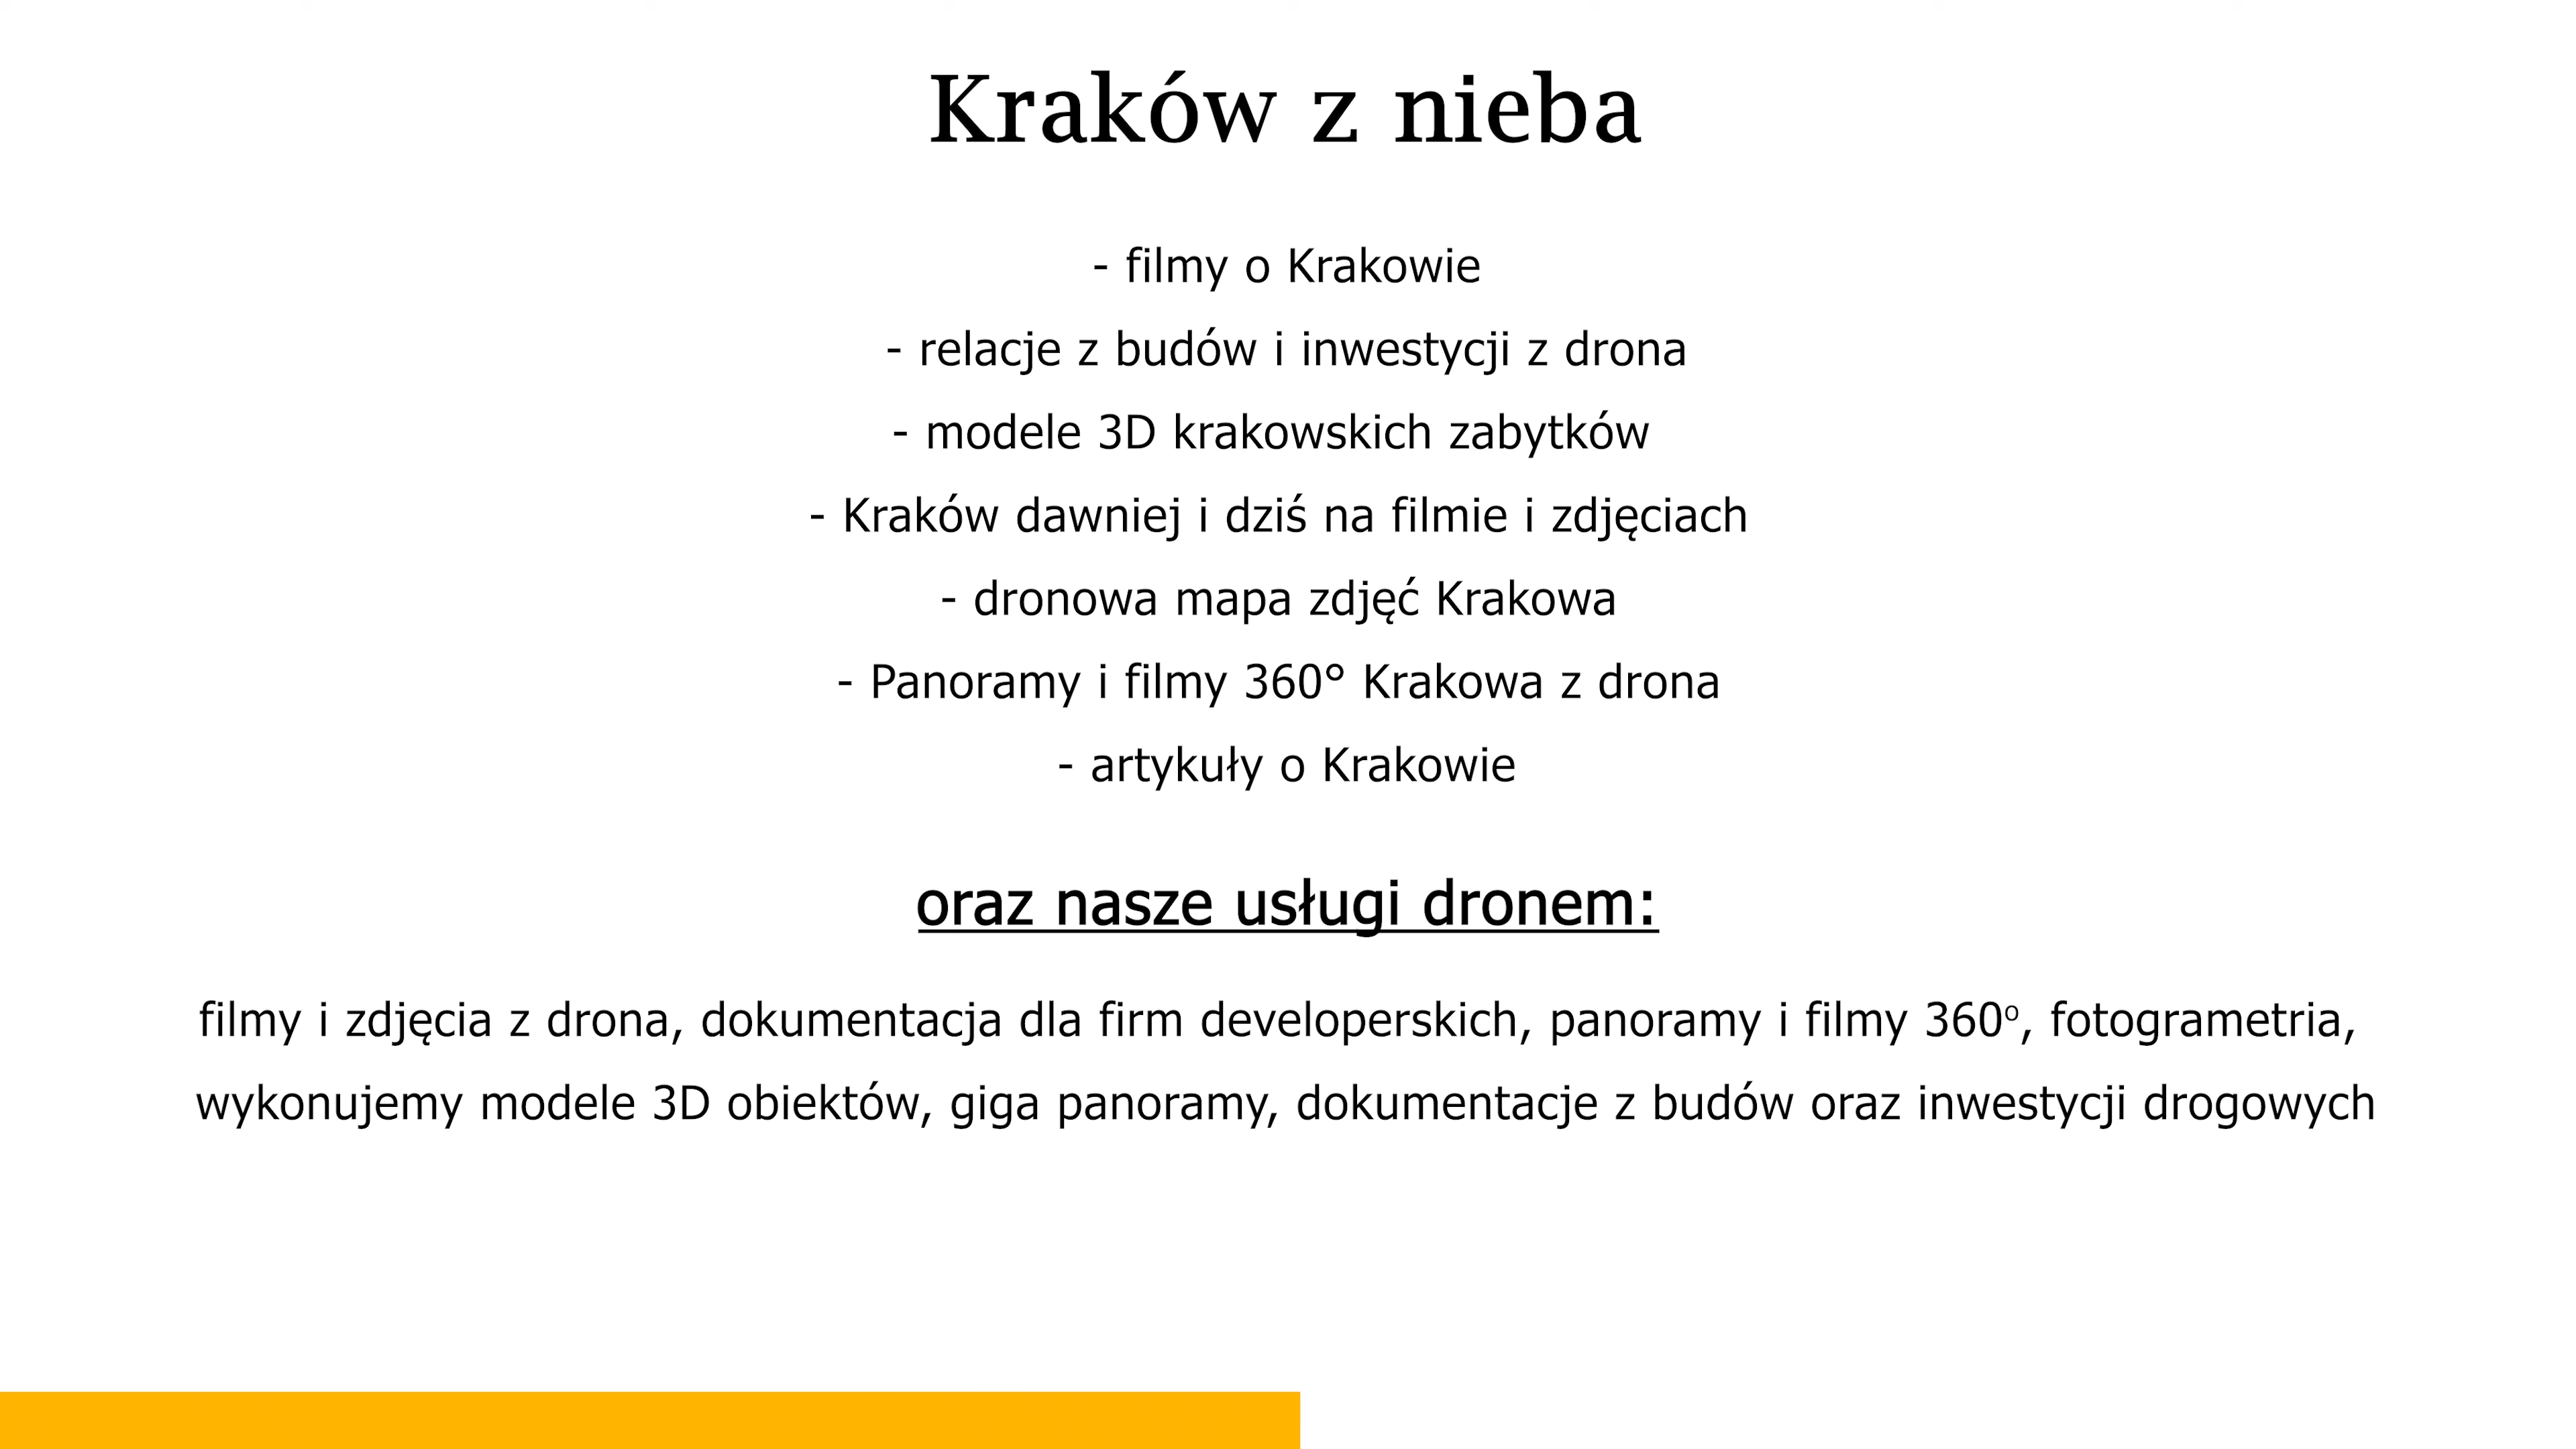 Kraków z nieba
- filmy o Krakowie
- relacje z budów i inwestycji z drona
- modele 3D krakowskich zabytków
- Kraków dawniej i dziś na filmie i zdjęciach
- dronowa mapa zdjęć Krakowa
- Panoramy i filmy 360° Krakowa z drona
- artykuły o Krakowie
oraz nasze usługi dronem:
filmy i zdjęcia z drona, dokumentacja dla firm developerskich, panoramy i filmy 360º, fotogrametria,
wykonujemy modele 3D obiektów, giga panoramy, dokumentacje z budów oraz inwestycji drogowych